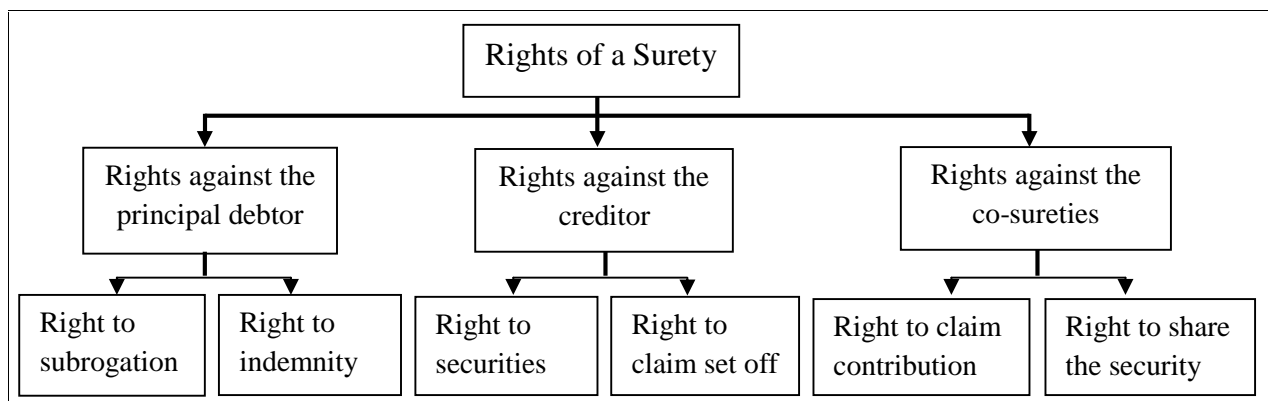 Rights of a Surety
Rights against the
principal debtor
Rights against the
creditor
Rights against the
co-sureties
Right to
subrogation
Right to
indemnity
Right to
securities
Right to
claim set off
Right to claim
contribution
Right to share
the security